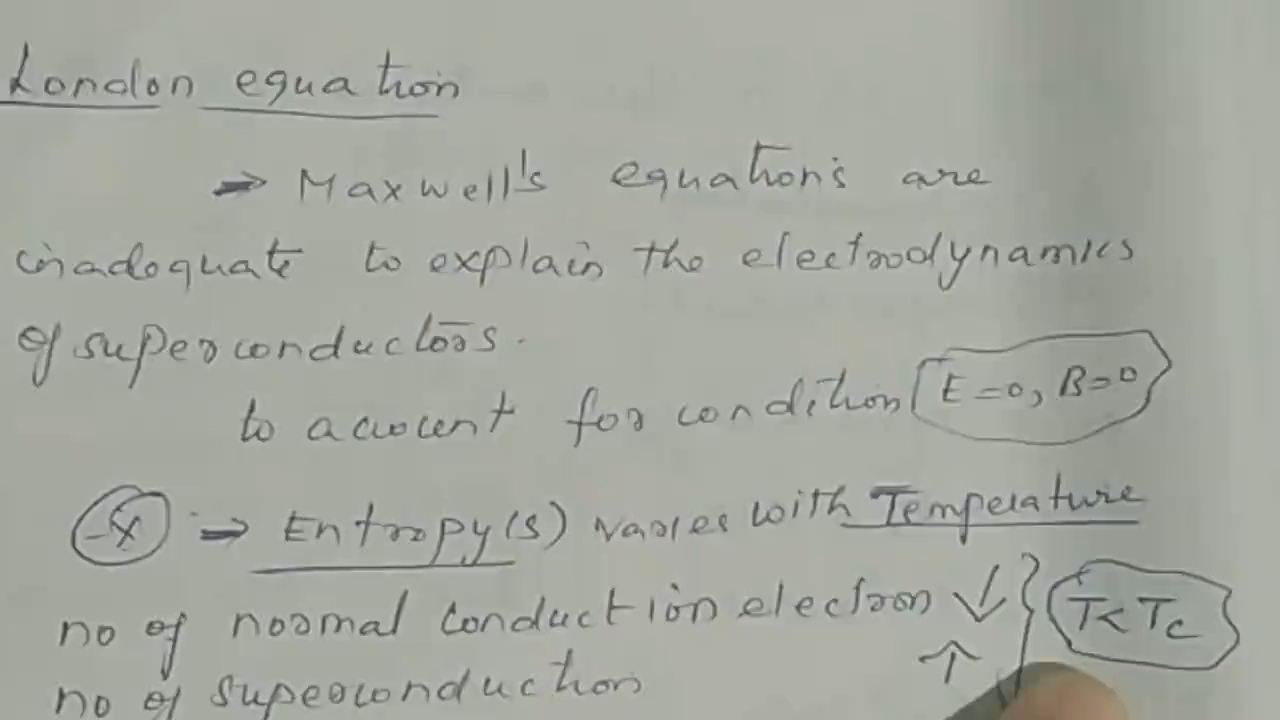 London equation
→ Maxwell's equations are
inadequate to explain the electrodynamics
of superconductors.
to account for condition (E=0, B=0)
→ Entropy(s) varies with Temperature
no of normal conduction electron ↓ } T< Tc
no of superconduction ↑